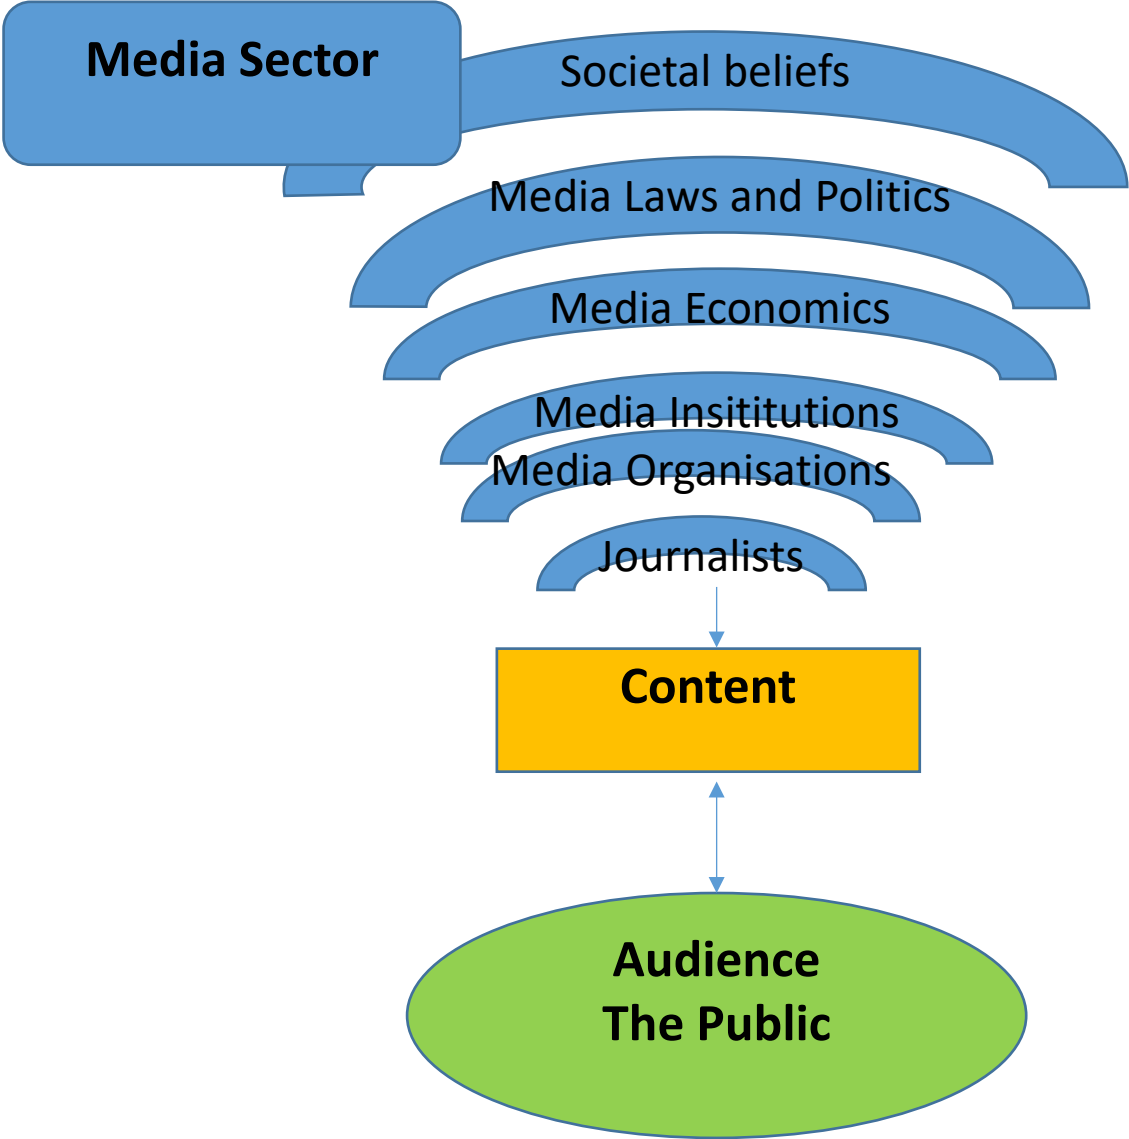 Media Sector
Societal beliefs
Media Laws and Politics
Media Economics
Media Insititutions
Media Organisations
Journalists
Content
Audience
The Public